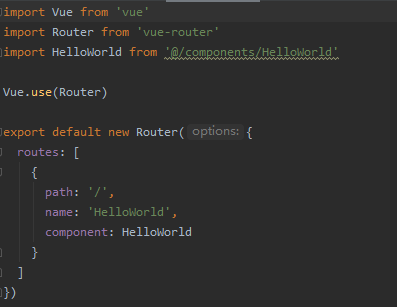 import Vue from 'vue'
import Router from 'vue-router'
import HelloWorld from '@/components/HelloWorld'
Vue.use(Router)
export default new Router( options: {
routes: [
{
path: '/',
name: 'HelloWorld',
component: HelloWorld
}
]
})